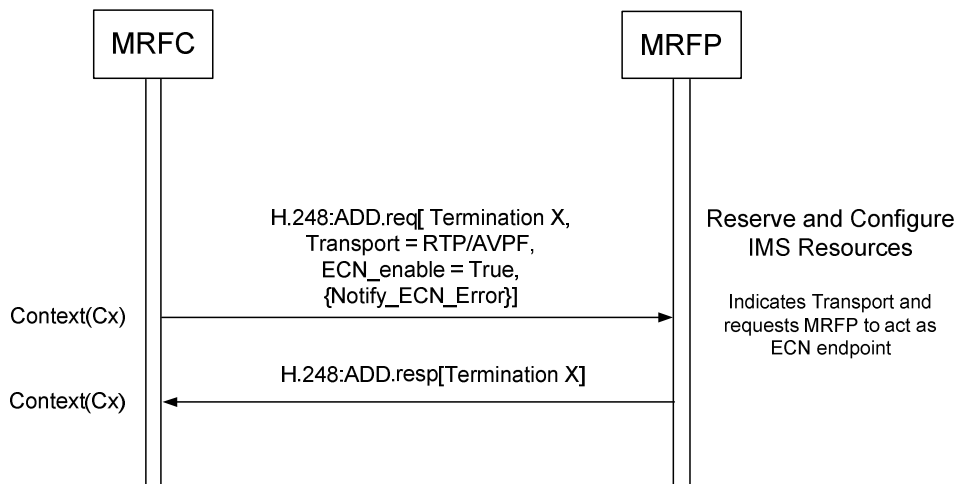 MRFC
MRFP
H.248:ADD.req[ Termination X,
Transport = RTP/AVPF,
ECN_enable = True,
{Notify_ECN_Error}]
Reserve and Configure
IMS Resources
Context(Cx)
Indicates Transport and
requests MRFP to act as
ECN endpoint
H.248:ADD.resp[Termination X]
Context(Cx)